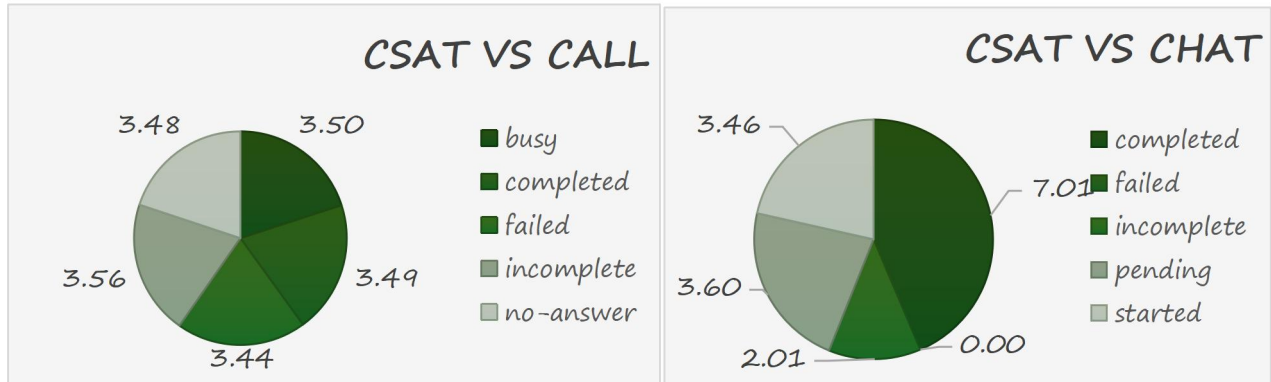 CSAT VS CALL
3.48
3.50
busy
completed
failed
3.56
incomplete
3.49
no-answer
3.44
CSAT VS CHAT
3.46
completed
7.01
failed
incomplete
3.60
pending
started
2.01
0.00